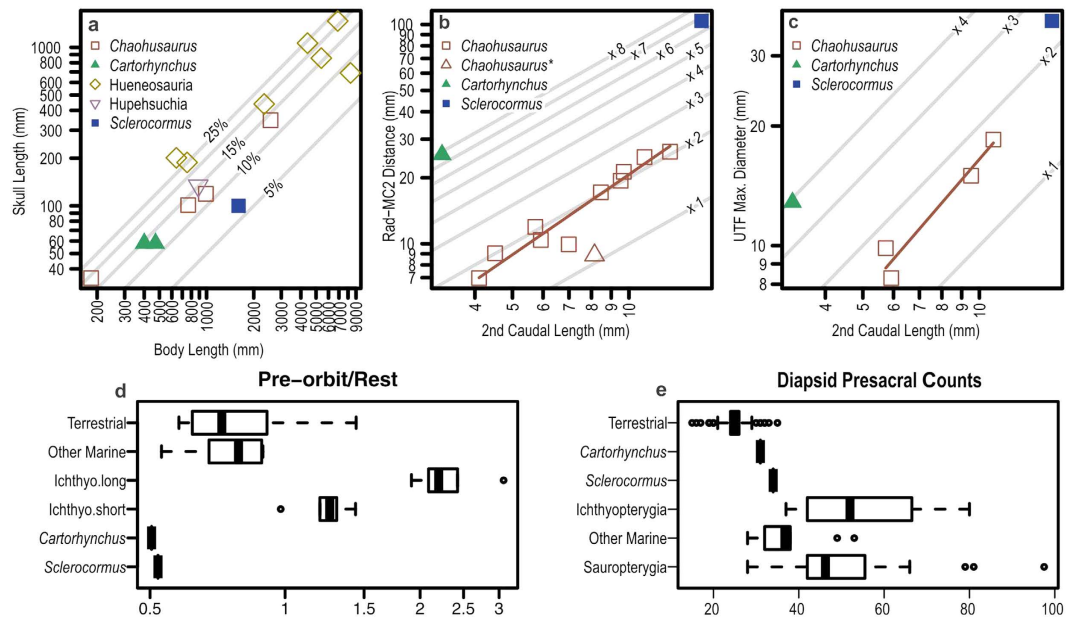 a
Chaohusaurus
Cartorhynchus
Hueneosauria
Hupehsuchia
Sclerocormus
25%
15%
10%
5%
Skull Length (mm)
1000
800
600
500
400
300
200
100
80
60
50
40
200
300
400
500
600
800
1000
2000
3000
4000
5000
6000
7000
9000
Body Length (mm)
b
Chaohusaurus
Chaohusaurus*
Cartorhynchus
Sclerocormus
x 8
x 7
x 6
x 5
x 4
x 3
x 2
x 1
Rad−MC2 Distance (mm)
100
80
70
60
50
40
30
20
10
9
8
7
4
5
6
7
8
9
10
2nd Caudal Length (mm)
c
Chaohusaurus
Cartorhynchus
Sclerocormus
x 4
x 3
x 2
x 1
UTF Max. Diameter (mm)
30
20
10
9
8
4
5
6
7
8
9
10
2nd Caudal Length (mm)
d
Pre-orbit/Rest
Terrestrial
Other Marine
Ichthyo.long
Ichthyo.short
Cartorhynchus
Sclerocormus
0.5 1 1.5 2 2.5 3
e
Diapsid Presacral Counts
Terrestrial
Cartorhynchus
Sclerocormus
Ichthyopterygia
Other Marine
Sauropterygia
20 40 60 80 100